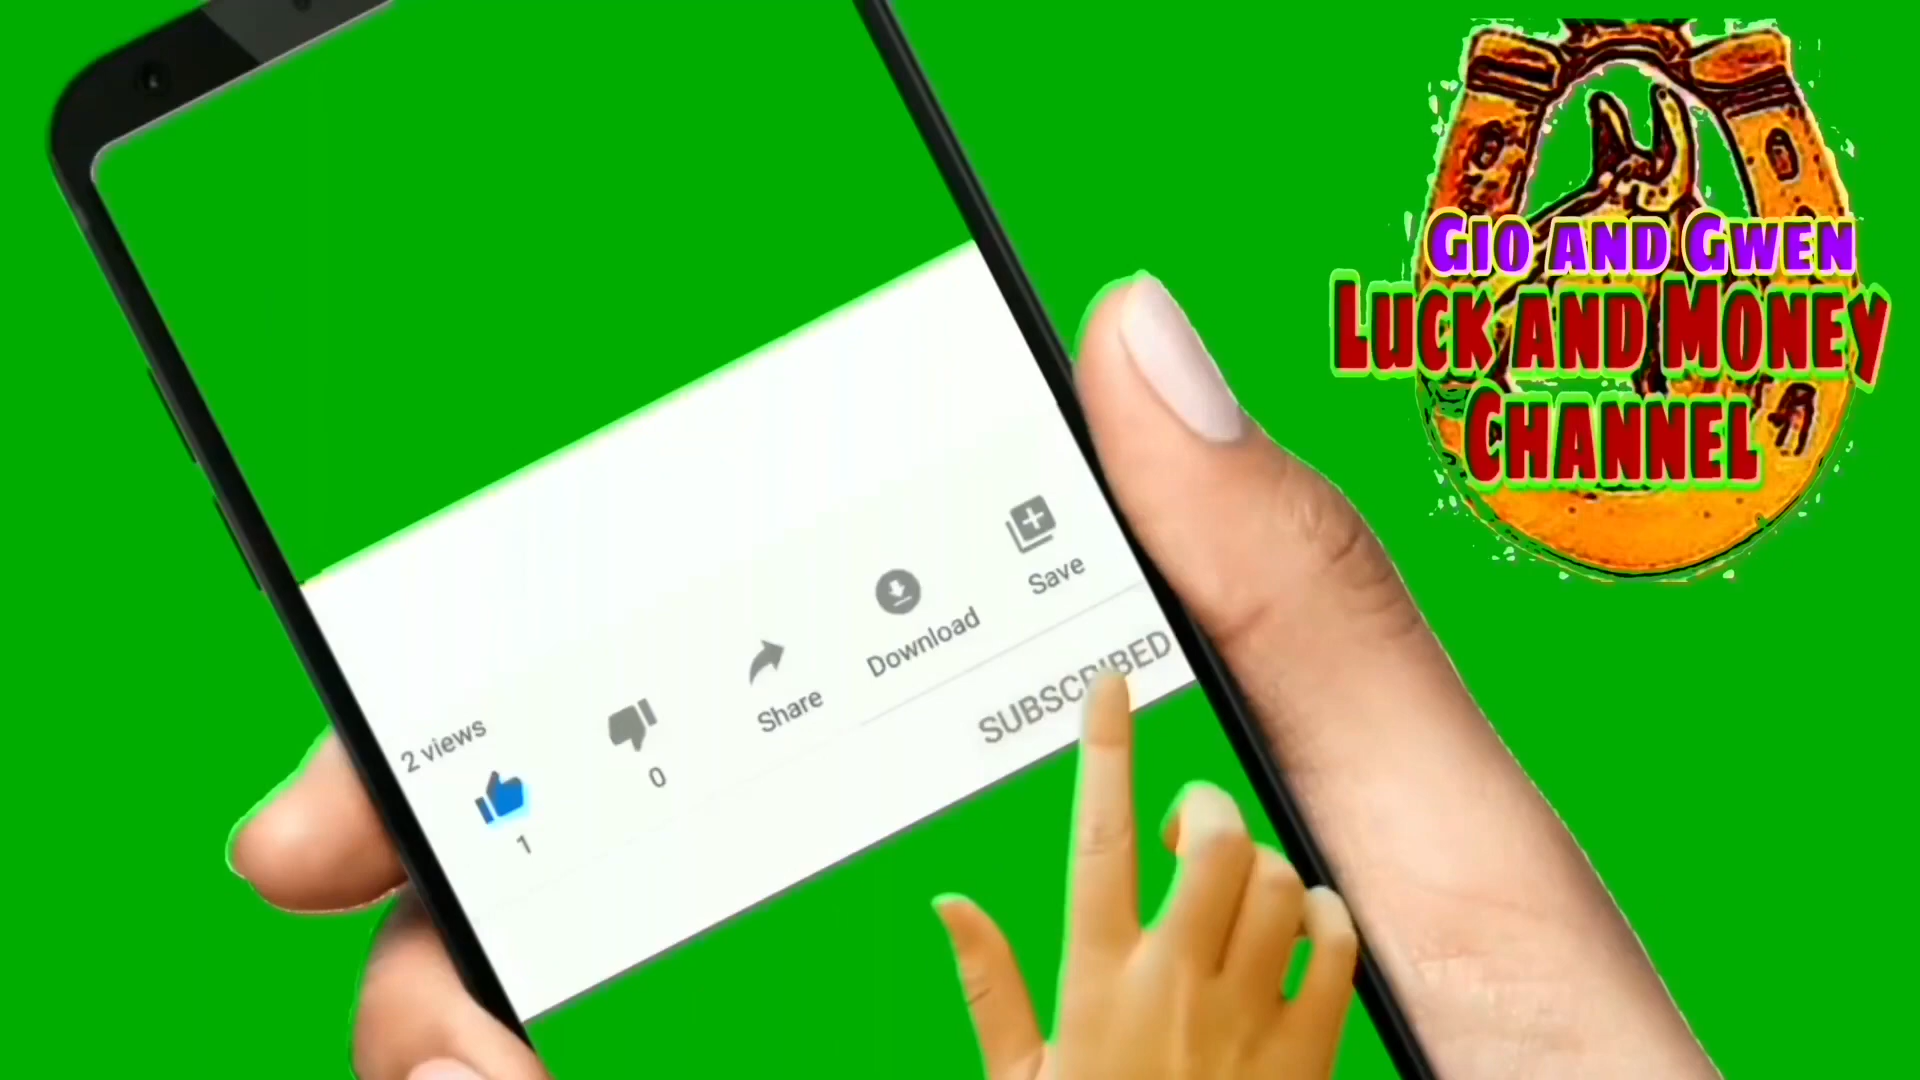 GIO AND GWEN
LUCK AND MONEY
CHANNEL
2 views
1
0
Share
Download
Save
SUBSCRIBED